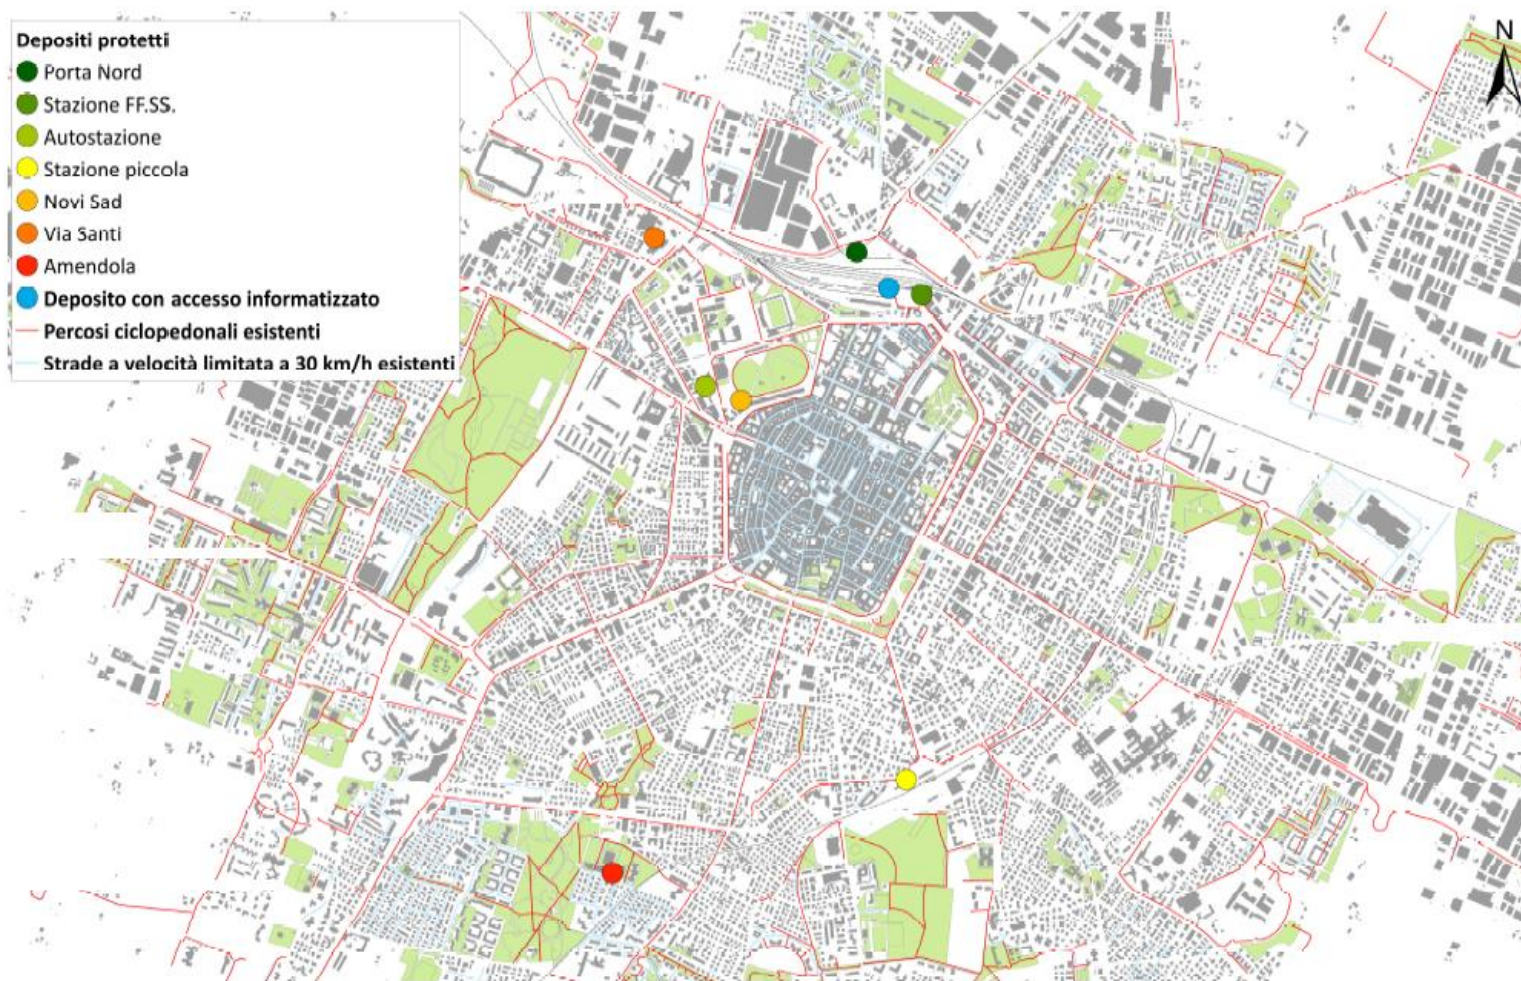 Depositi protetti
Porta Nord
Stazione FF.SS.
Autostazione
Stazione piccola
Novi Sad
Via Santi
Amendola
Deposito con accesso informatizzato
Percosi ciclopedonali esistenti
Strade a velocità limitata a 30 km/h esistenti
N